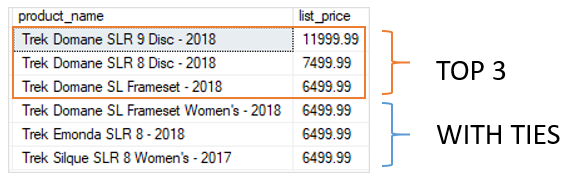 product_name list_price
Trek Domane SLR 9 Disc - 2018 11999.99
Trek Domane SLR 8 Disc - 2018 7499.99
Trek Domane SL Frameset - 2018 6499.99
TOP 3
Trek Domane SL Frameset Women's - 2018 6499.99
Trek Emonda SLR 8 - 2018 6499.99
Trek Silque SLR 8 Women's - 2017 6499.99
WITH TIES